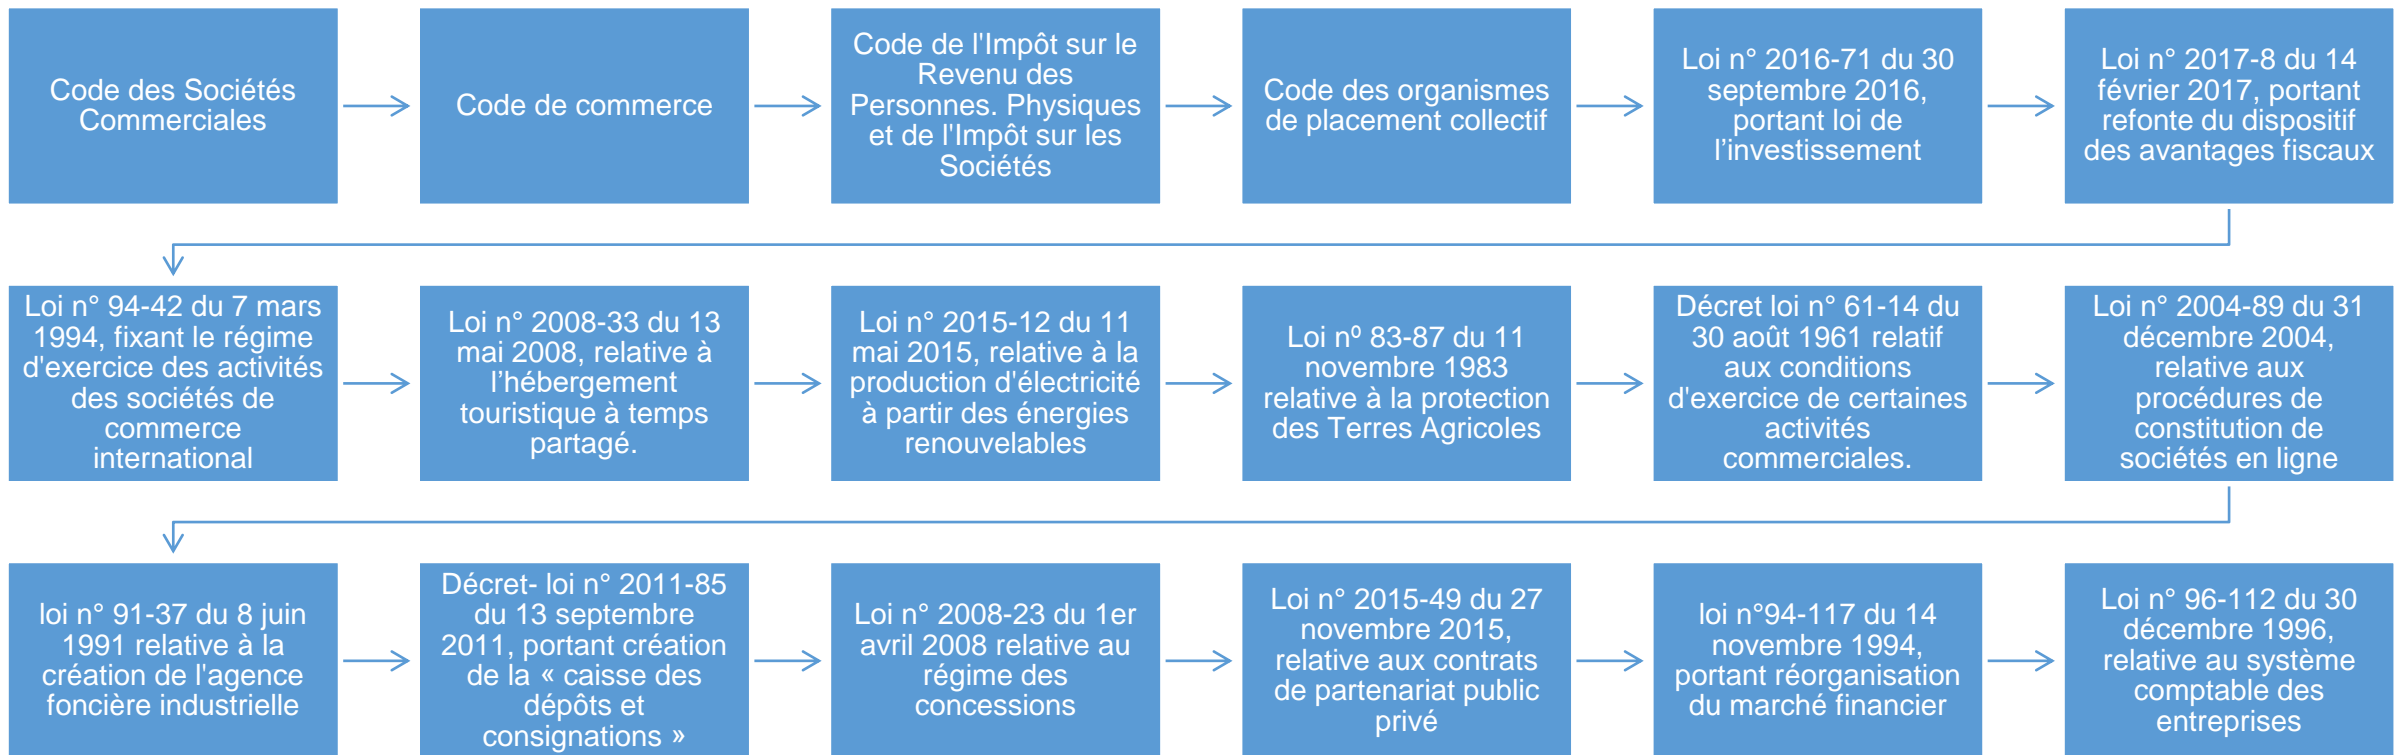 Code des Sociétés
Commerciales
Code de commerce
Code de l'Impôt sur le
Revenu des
Personnes. Physiques
et de l'Impôt sur les
Sociétés
Code des organismes
de placement collectif
Loi n° 2016-71 du 30
septembre 2016,
portant loi de
l’investissement
Loi n° 2017-8 du 14
février 2017, portant
refonte du dispositif
des avantages fiscaux
Loi n° 94-42 du 7 mars
1994, fixant le régime
d'exercice des activités
des sociétés de
commerce
international
Loi n° 2008-33 du 13
mai 2008, relative à
l’hébergement
touristique à temps
partagé.
Loi n° 2015-12 du 11
mai 2015, relative à la
production d'électricité
à partir des énergies
renouvelables
Loi nº 83-87 du 11
novembre 1983
relative à la protection
des Terres Agricoles
Décret loi n° 61-14 du
30 août 1961 relatif
aux conditions
d'exercice de certaines
activités
commerciales.
Loi n° 2004-89 du 31
décembre 2004,
relative aux
procédures de
constitution de
sociétés en ligne
loi n° 91-37 du 8 juin
1991 relative à la
création de l'agence
foncière industrielle
Décret- loi n° 2011-85
du 13 septembre
2011, portant création
de la « caisse des
dépôts et
consignations »
Loi n° 2008-23 du 1er
avril 2008 relative au
régime des
concessions
Loi n° 2015-49 du 27
novembre 2015,
relative aux contrats
de partenariat public
privé
loi n°94-117 du 14
novembre 1994,
portant réorganisation
du marché financier
Loi n° 96-112 du 30
décembre 1996,
relative au système
comptable des
entreprises